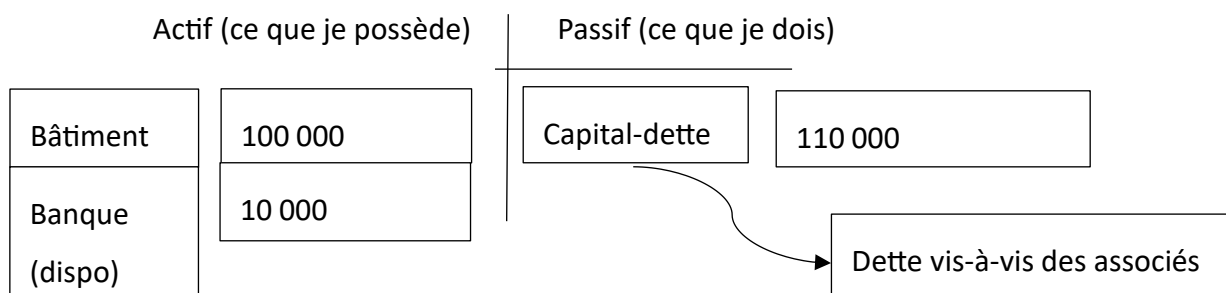 Actif (ce que je possède) Passif (ce que je dois)
Bâtiment 100 000 Capital-dette 110 000
Banque 10 000
(dispo) Dette vis-à-vis des associés